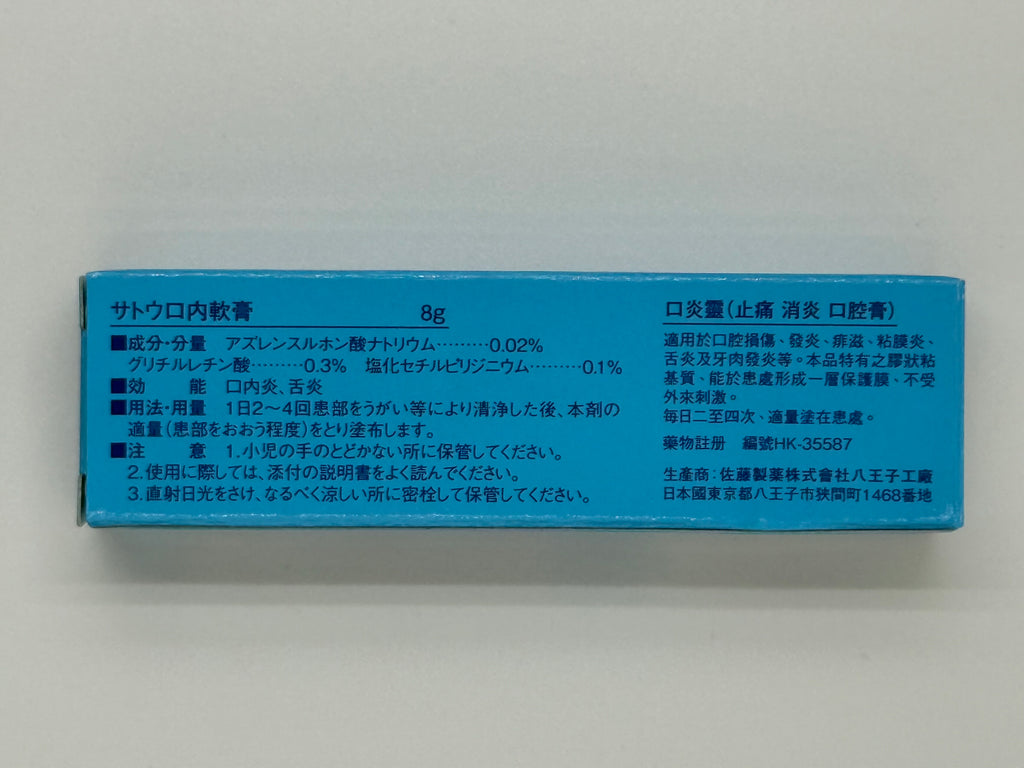 サトウ口内軟膏 8g
■成分・分量 アズレンスルホン酸ナトリウム………0.02%
グリチルレチン酸………0.3% 塩化セチルピリジニウム………0.1%
■効 能 口内炎、舌炎
■用法・用量 1日2〜4回患部をうがい等により清浄した後、本剤の
適量(患部をおおう程度)をとり塗布します。
■注 意 1.小児の手のとどかない所に保管してください。
2.使用に際しては、添付の説明書をよく読んでください。
3.直射日光をさけ、なるべく涼しい所に密栓して保管してください。
口炎靈(止痛 消炎 口腔膏)
適用於口腔損傷、發炎、痱滋、粘膜炎、
舌炎及牙肉發炎等。本品特有之膠狀粘
基質、能於患處形成一層保護膜、不受
外來刺激。
每日二至四次、適量塗在患處。
藥物註册 編號HK-35587
生產商:佐藤製薬株式會社八王子工廠
日本國東京都八王子市狹間町1468番地